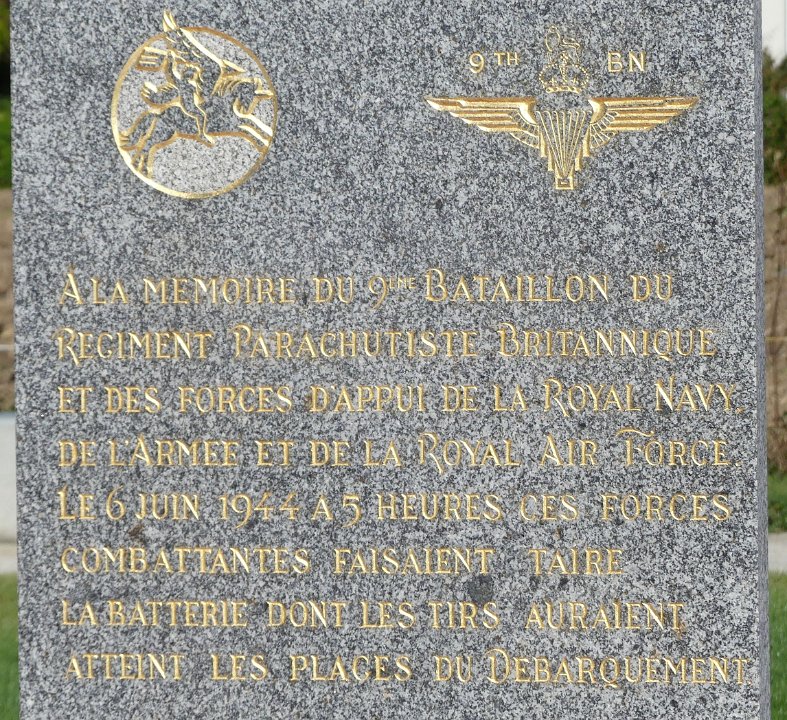 9TH BN
À LA MEMOIRE DU 9EME BATAILLON DU
REGIMENT PARACHUTISTE BRITANNIQUE
ET DES FORCES D'APPUI DE LA ROYAL NAVY,
DE L'ARMEE ET DE LA ROYAL AIR FORCE.
LE 6 JUIN 1944 A 5 HEURES CES FORCES
COMBATTANTES FAISAIENT TAIRE
LA BATTERIE DONT LES TIRS AURAIENT
ATTEINT LES PLAGES DU DEBARQUEMENT